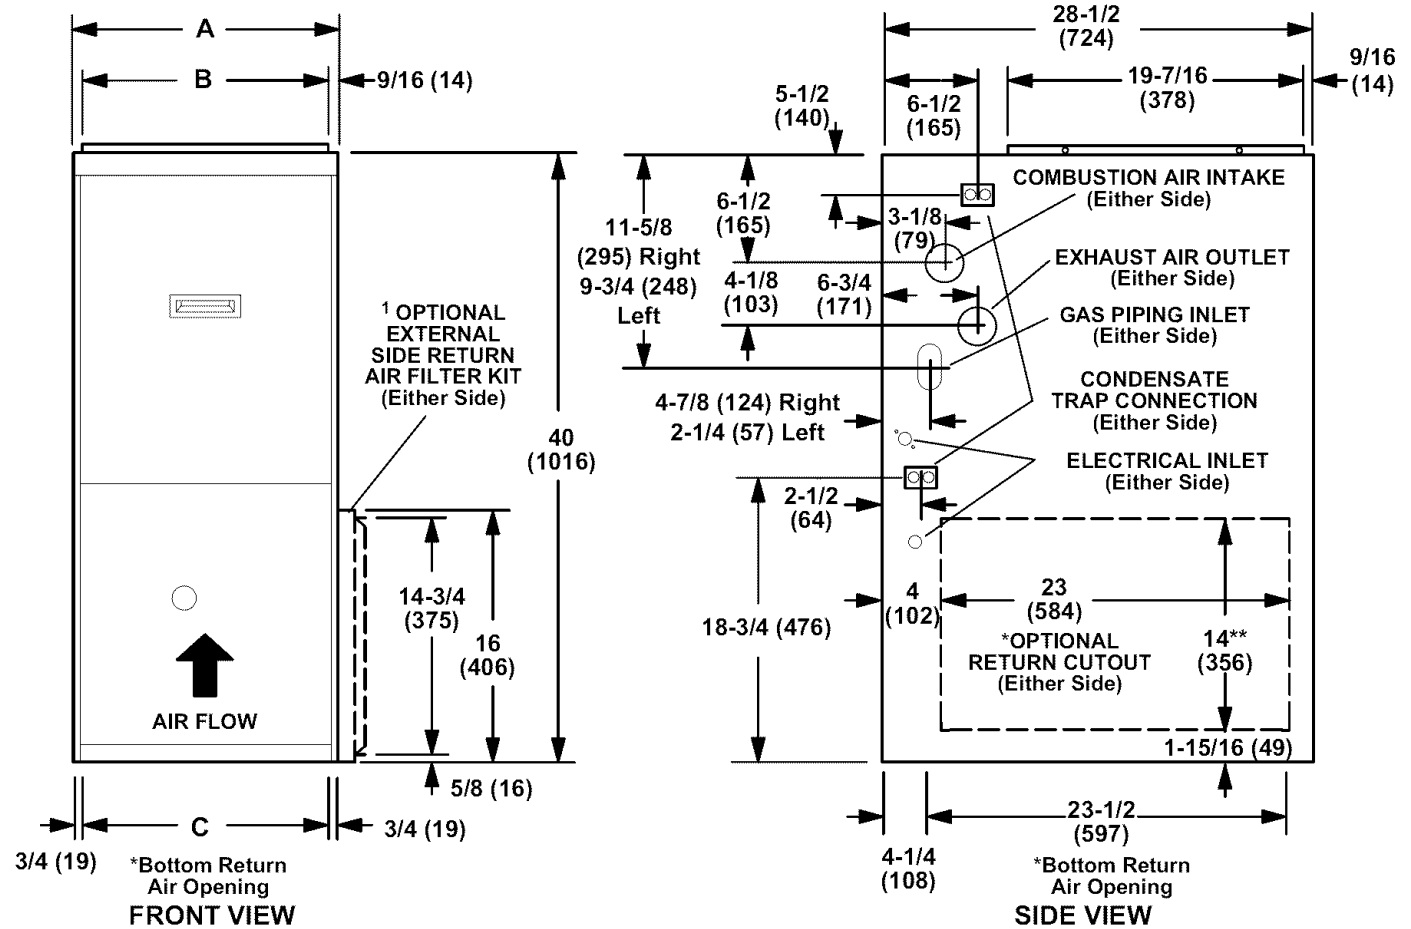 A
B
9/16 (14)
1 OPTIONAL
EXTERNAL
SIDE RETURN
AIR FILTER KIT
(Either Side)
40
(1016)
14-3/4
(375)
16
(406)
AIR FLOW
5/8 (16)
C
3/4 (19)
3/4 (19)
*Bottom Return
Air Opening
FRONT VIEW
28-1/2
(724)
9/16
(14)
19-7/16
(378)
5-1/2
(140)
6-1/2
(165)
COMBUSTION AIR INTAKE
(Either Side)
6-1/2
(165)
3-1/8
(79)
11-5/8
(295) Right
9-3/4 (248)
Left
EXHAUST AIR OUTLET
(Either Side)
4-1/8
(103)
6-3/4
(171)
GAS PIPING INLET
(Either Side)
CONDENSATE
TRAP CONNECTION
(Either Side)
4-7/8 (124) Right
2-1/4 (57) Left
ELECTRICAL INLET
(Either Side)
2-1/2
(64)
4
(102)
23
(584)
18-3/4 (476)
*OPTIONAL
RETURN CUTOUT
(Either Side)
14**
(356)
1-15/16 (49)
23-1/2
(597)
4-1/4
(108)
*Bottom Return
Air Opening
SIDE VIEW